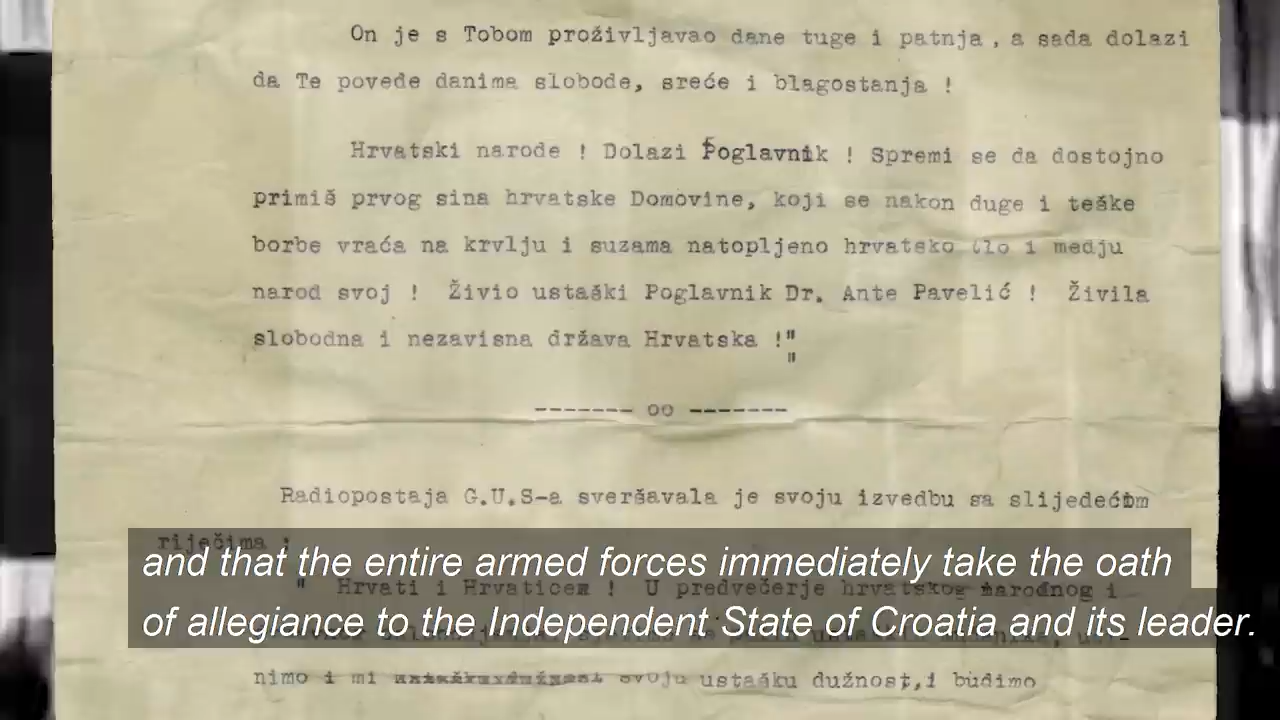 On je s Tobom proživljavao dane tuge i patnja, a sada dolazi
da Te povede danima slobode, sreće i blagostanja !
Hrvatski narode ! Dolazi Poglavnik ! Spremi se da dostojno
primiš prvog sina hrvatske Domovine, koji se nakon duge i teške
borbe vraća na krvlju i suzama natopljeno hrvatsko tlo i medju
narod svoj ! Živio ustaški Poglavnik Dr. Ante Pavelić ! Živila
slobodna i nezavisna država Hrvatska !"
"
------- oo -------
Radiopostaja G.U.S-a sveršavala je svoju izvedbu sa slijedećim
riječima :
and that the entire armed forces immediately take the oath
" Hrvati i Hrvaticem ! U predvečerje hrvatskog narodnog i
of allegiance to the Independent State of Croatia and its leader.
nimo i mi svoju ustašku dužnost,i budimo